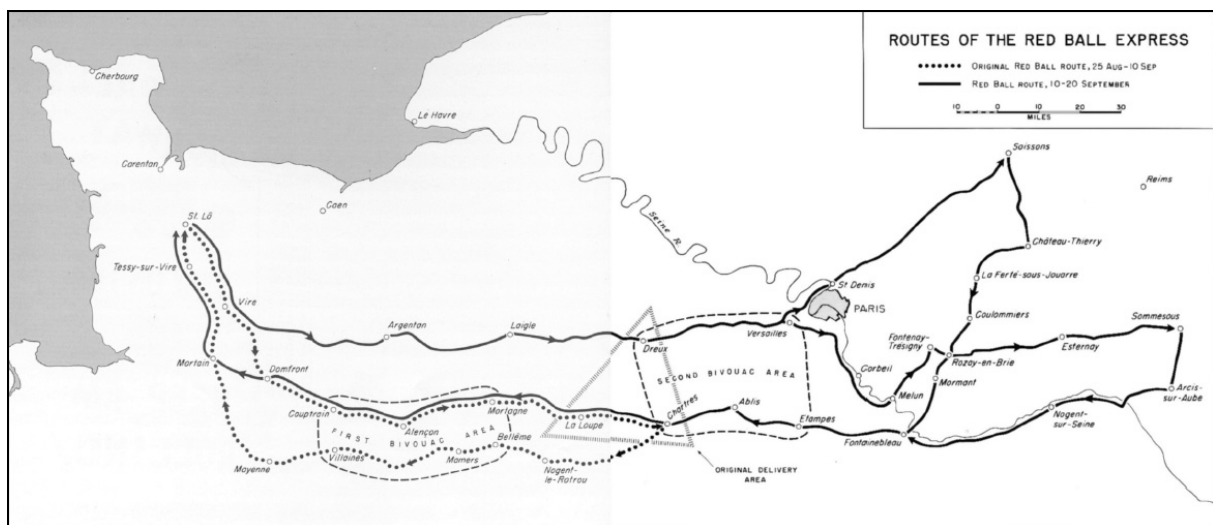 ROUTES OF THE RED BALL EXPRESS
ORIGINAL RED BALL ROUTE, 25 AUG-10 SEP
RED BALL ROUTE, 10-20 SEPTEMBER
10 0 10 20 30
MILES
Cherbourg
Le Havre
Carentan
Caen
Soissons
Reims
St. Lô
Seine R.
Château-Thierry
Tessy-sur-Vire
La Ferté-sous-Jouarre
St Denis
PARIS
Vire
Argentan
Laigle
Dreux
Versailles
Coulommiers
Sommesous
Fontenay-
Trésigny
Rozoy-en-Brie
Esternay
Mortain
Domfront
SECOND BIVOUAC AREA
Corbeil
Mormant
Melun
Arcis-
sur-Aube
Couptrain
Alençon
Mortagne
La Loupe
Chartres
Ablis
Etampes
Fontainebleau
Nogent-
sur-Seine
FIRST BIVOUAC AREA
Mayenne
Villaines
Mamers
Bellême
Nogent-
le-Rotrou
ORIGINAL DELIVERY
AREA